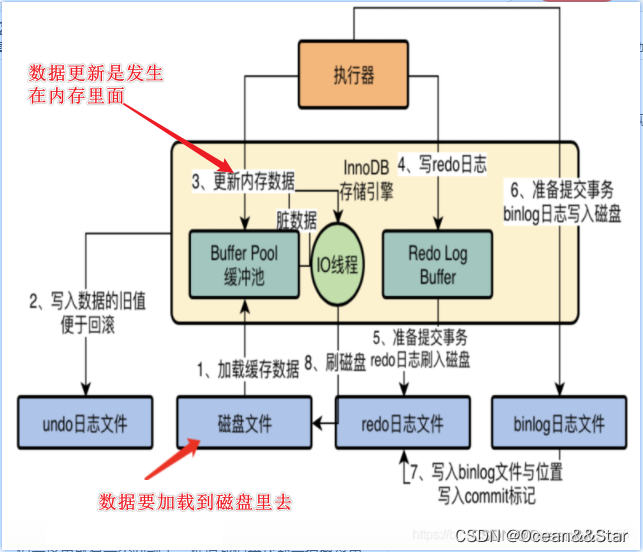 执行器
数据更新是发生
在内存里面
3、更新内存数据
InnoDB
存储引擎
4、写redo日志
6、准备提交事务
binlog日志写入磁盘
脏数据
Buffer Pool
缓冲池
IO线程
Redo Log
Buffer
2、写入数据的旧值
便于回滚
1、加载缓存数据
8、刷磁盘
5、准备提交事务
redo日志刷入磁盘
undo日志文件
磁盘文件
redo日志文件
binlog日志文件
7、写入binlog文件与位置
写入commit标记
数据要加载到磁盘里去
CSDN @Ocean&&Star